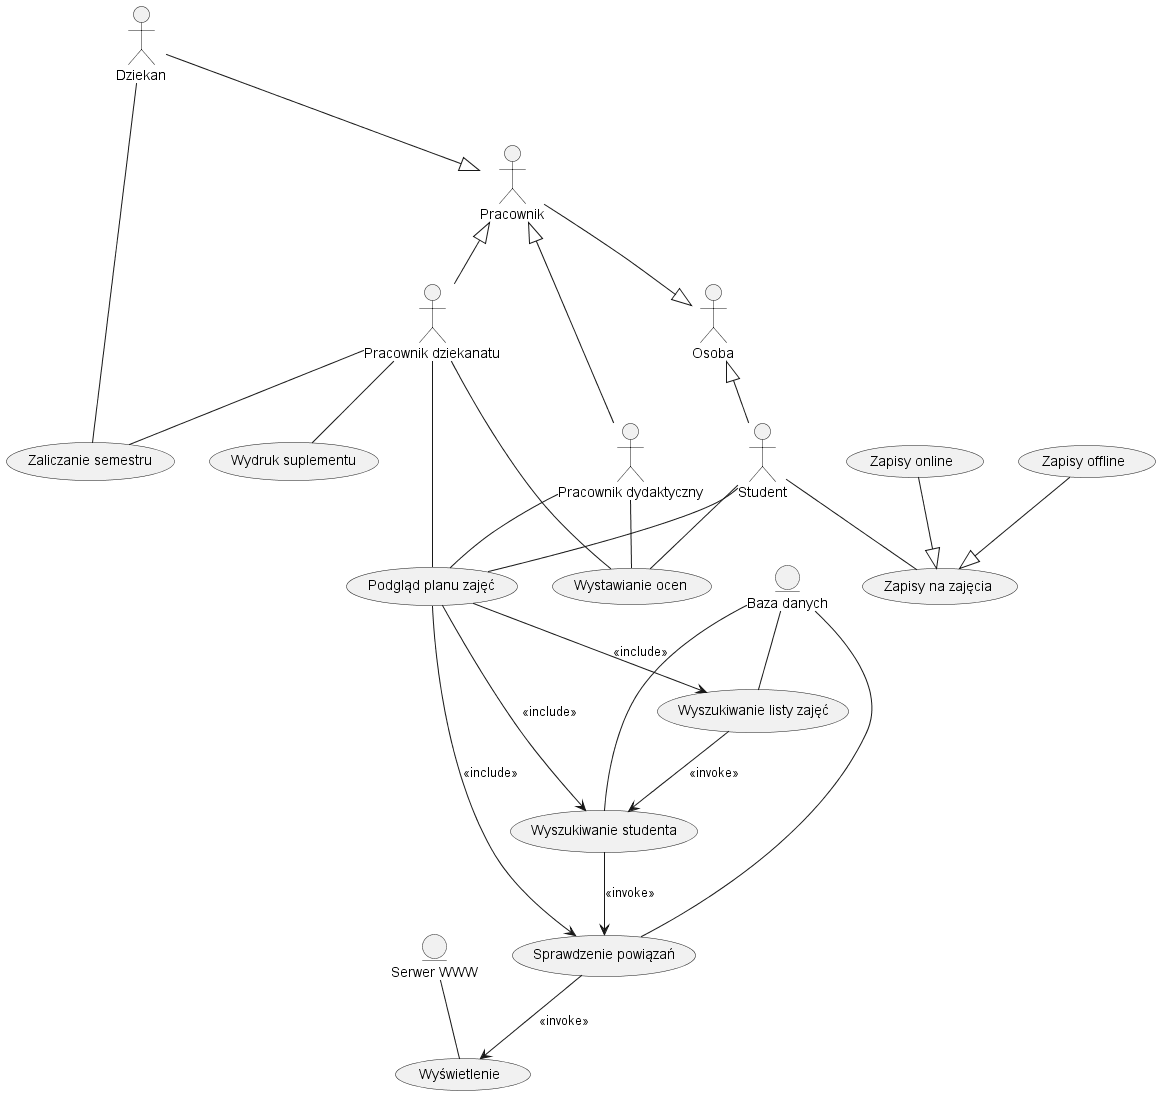 Dziekan
Pracownik
Pracownik dziekanatu
Osoba
Zaliczanie semestru
Wydruk suplementu
Zapisy online
Zapisy offline
Pracownik dydaktyczny
Student
Podgląd planu zajęć
Wystawianie ocen
Zapisy na zajęcia
Baza danych
«include»
Wyszukiwanie listy zajęć
«include»
«include»
«invoke»
Wyszukiwanie studenta
«invoke»
Sprawdzenie powiązań
Serwer WWW
«invoke»
Wyświetlenie